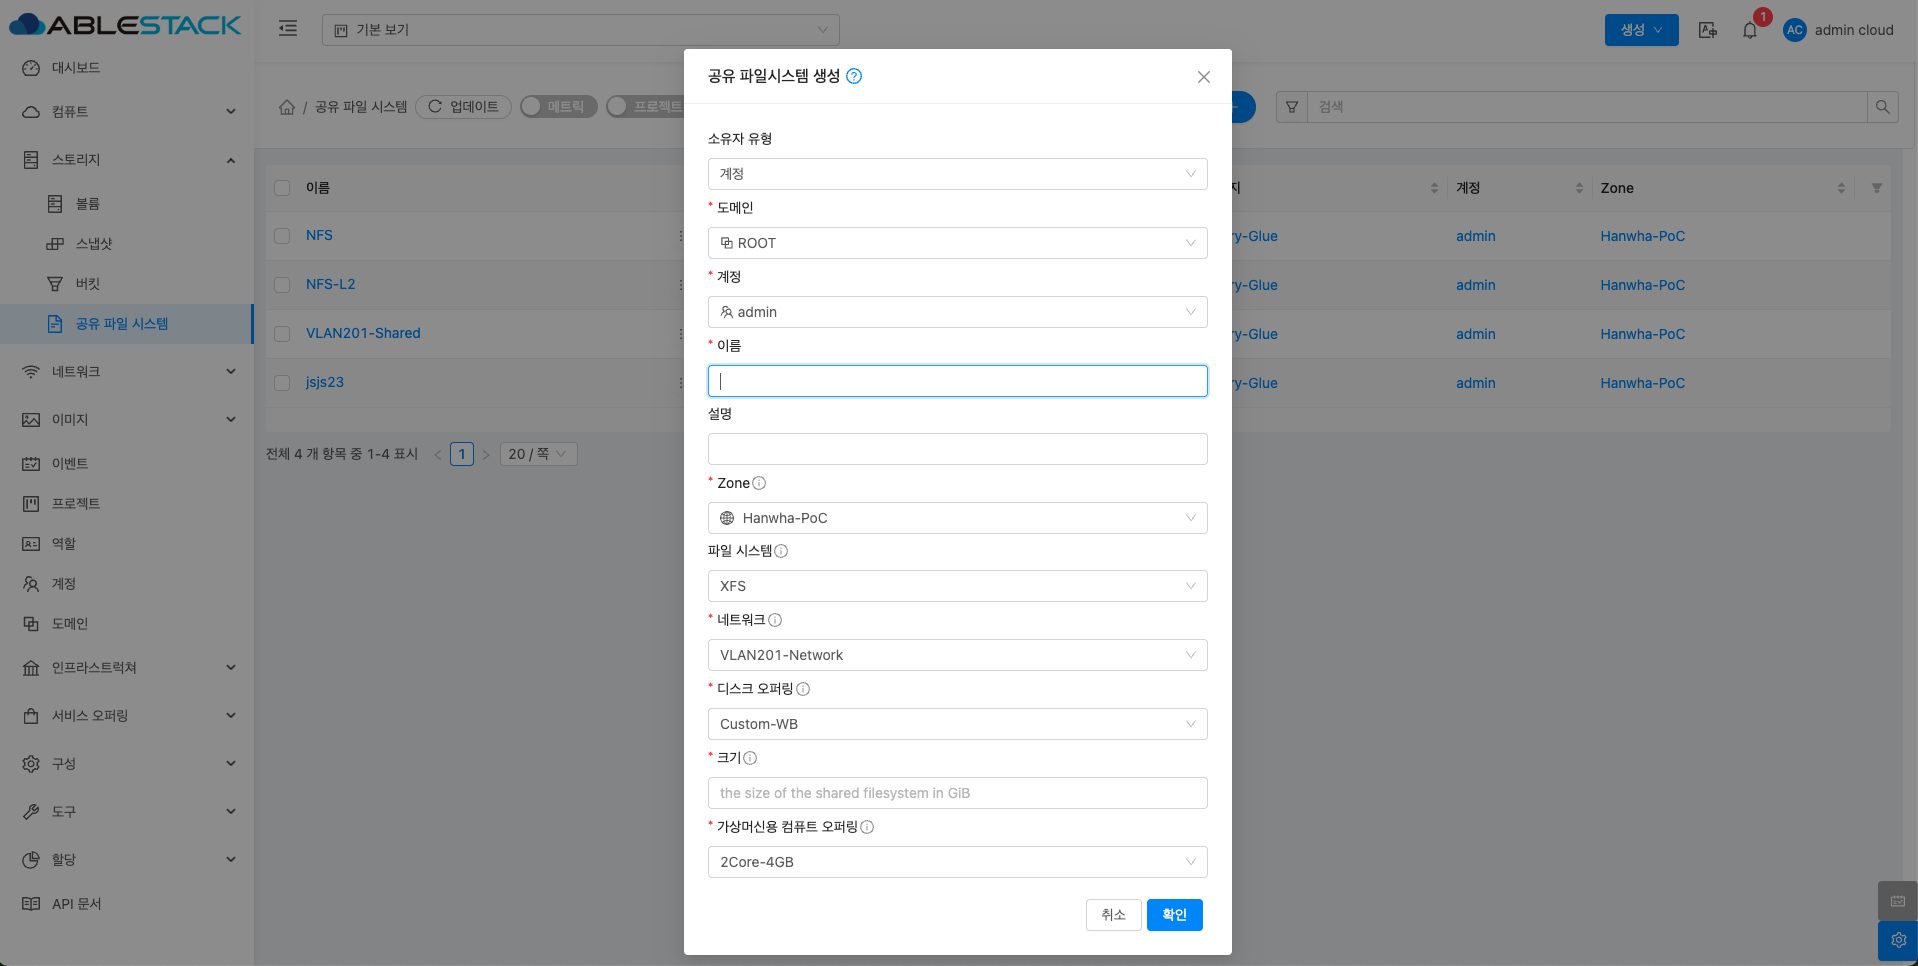 ABLESTACK
기본 보기
생성
1
AC
admin cloud
대시보드
컴퓨트
스토리지
볼륨
스냅샷
버킷
공유 파일 시스템
네트워크
이미지
이벤트
프로젝트
역할
계정
도메인
인프라스트럭쳐
서비스 오퍼링
구성
도구
할당
API 문서
/ 공유 파일 시스템
업데이트
메트릭
프로젝트
검색
이름
지
계정
Zone
NFS
ry-Glue
admin
Hanwha-PoC
NFS-L2
ry-Glue
admin
Hanwha-PoC
VLAN201-Shared
ry-Glue
admin
Hanwha-PoC
jsjs23
ry-Glue
admin
Hanwha-PoC
전체 4 개 항목 중 1-4 표시
1
20 / 쪽
공유 파일시스템 생성
소유자 유형
계정
* 도메인
ROOT
* 계정
admin
* 이름
설명
* Zone
Hanwha-PoC
파일 시스템
XFS
* 네트워크
VLAN201-Network
* 디스크 오퍼링
Custom-WB
* 크기
the size of the shared filesystem in GiB
* 가상머신용 컴퓨트 오퍼링
2Core-4GB
취소
확인